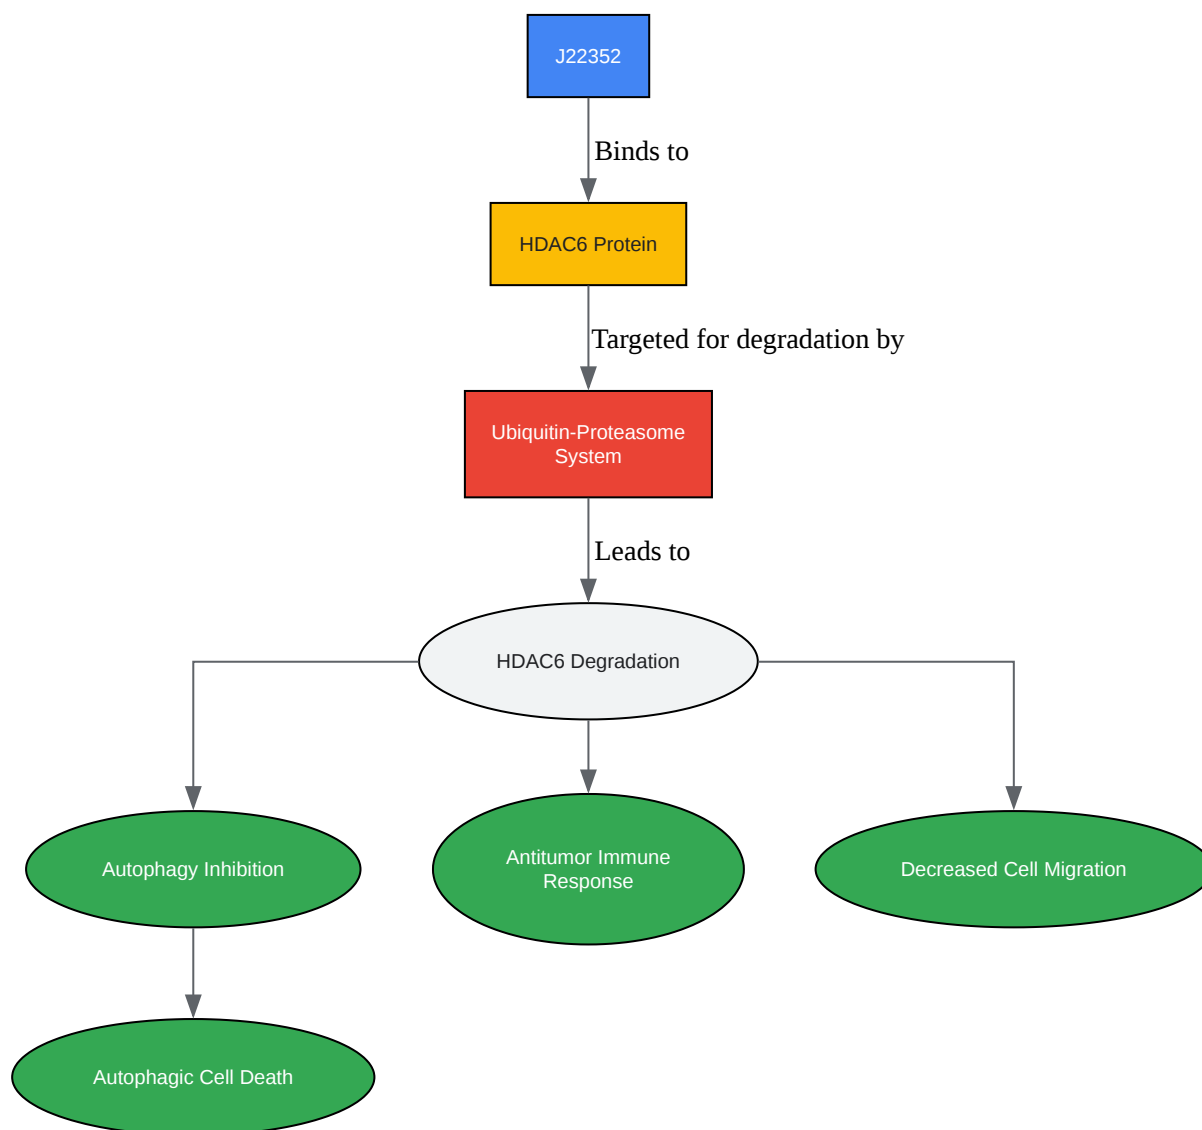 J22352
Binds to
HDAC6 Protein
Targeted for degradation by
Ubiquitin-Proteasome
System
Leads to
HDAC6 Degradation
Autophagy Inhibition
Antitumor Immune
Response
Decreased Cell Migration
Autophagic Cell Death